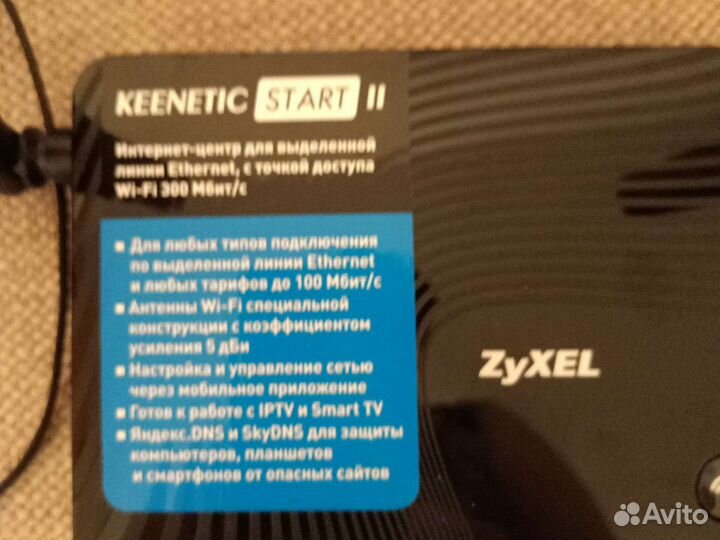 KEENETIC START II
Интернет-центр для выделенной
линии Ethernet, с точкой доступа
Wi-Fi 300 Мбит/с
▪ Для любых типов подключения
по выделенной линии Ethernet
и любых тарифов до 100 Мбит/с
▪ Антенны Wi-Fi специальной
конструкции с коэффициентом
усиления 5 дБи
▪ Настройка и управление сетью
через мобильное приложение
▪ Готов к работе с IPTV и Smart TV
▪ Яндекс.DNS и SkyDNS для защиты
компьютеров, планшетов
и смартфонов от опасных сайтов
ZyXEL
Avito